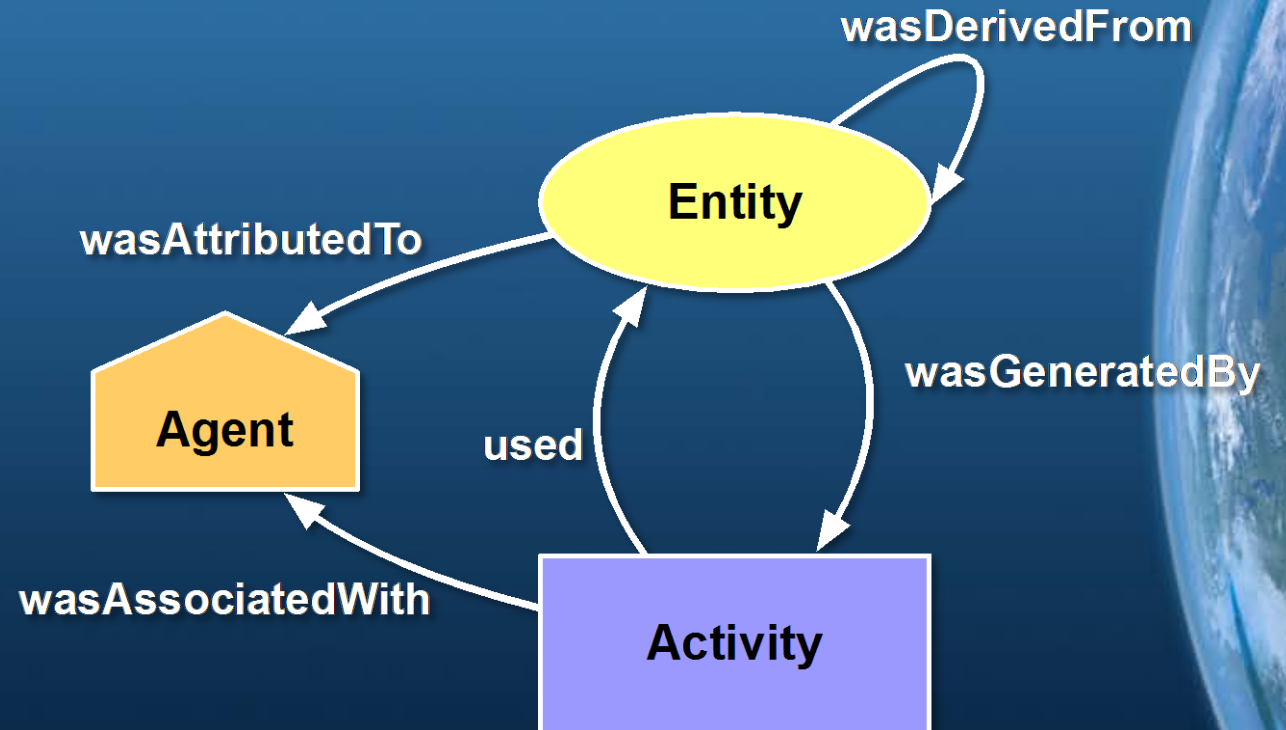 wasDerivedFrom
Entity
wasAttributedTo
wasGeneratedBy
Agent
used
wasAssociatedWith
Activity